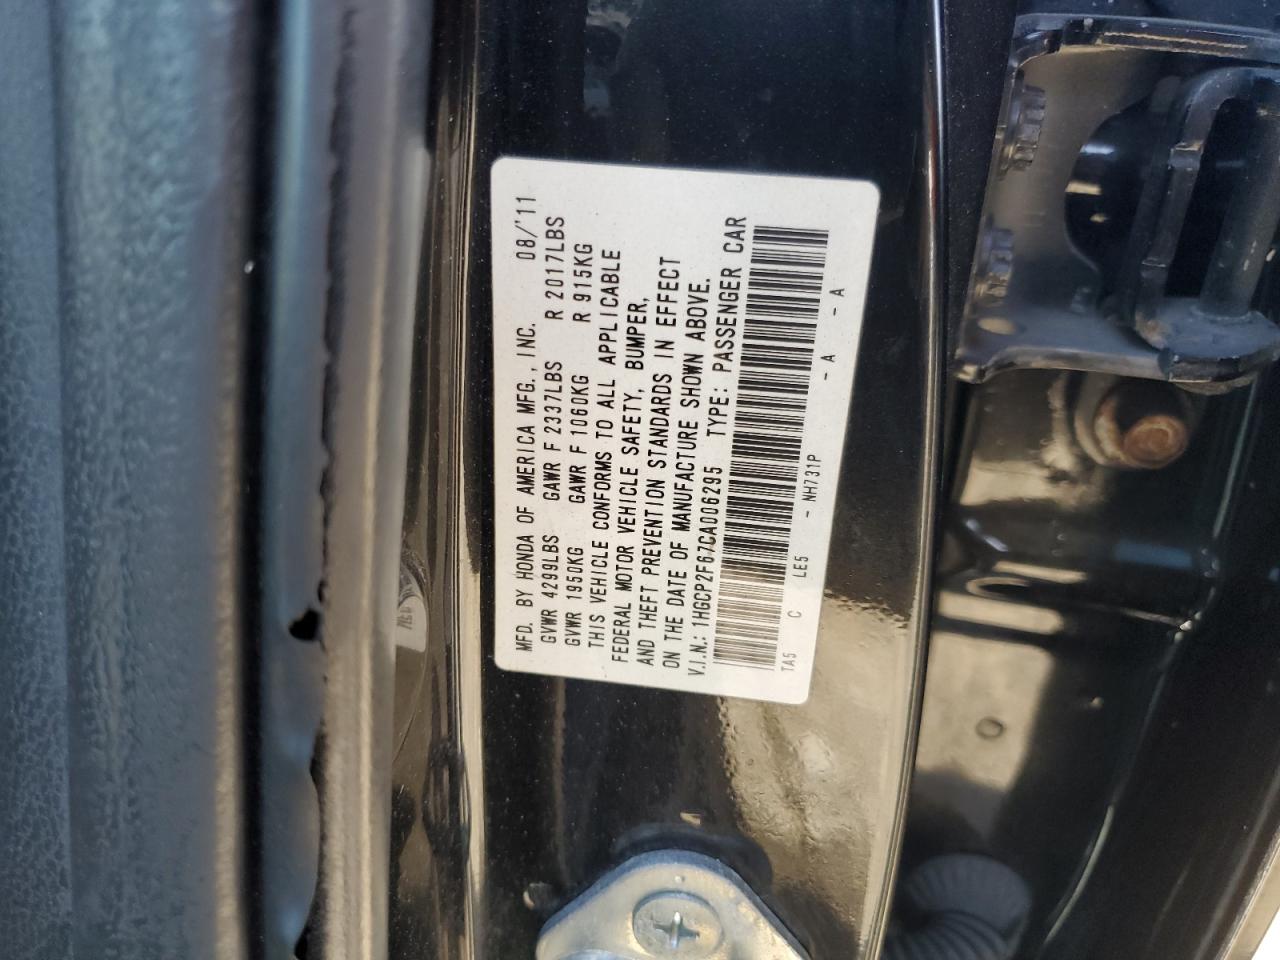 MFD. BY HONDA OF AMERICA MFG., INC. 08/'11
GVWR 4299LBS GAWR F 2337LBS R 2017LBS
GVWR 1950KG GAWR F 1060KG R 915KG
THIS VEHICLE CONFORMS TO ALL APPLICABLE
FEDERAL MOTOR VEHICLE SAFETY, BUMPER,
AND THEFT PREVENTION STANDARDS IN EFFECT
ON THE DATE OF MANUFACTURE SHOWN ABOVE.
V.I.N.: 1HGCP2F67CA006295 TYPE: PASSENGER CAR
TA5 C LE5 - NH731P - A - A